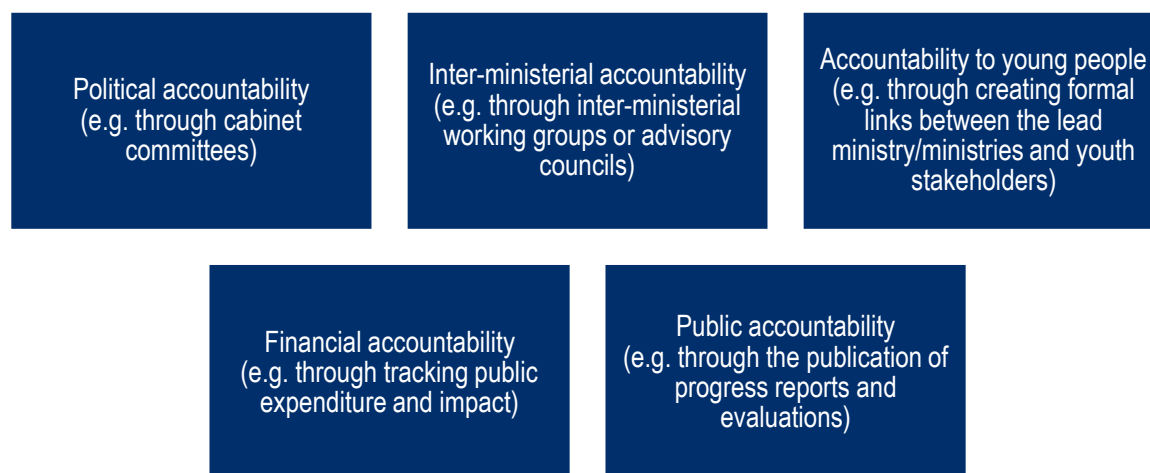 Political accountability
(e.g. through cabinet
committees)
Inter-ministerial accountability
(e.g. through inter-ministerial
working groups or advisory
councils)
Accountability to young people
(e.g. through creating formal
links between the lead
ministry/ministries and youth
stakeholders)
Financial accountability
(e.g. through tracking public
expenditure and impact)
Public accountability
(e.g. through the publication of
progress reports and
evaluations)